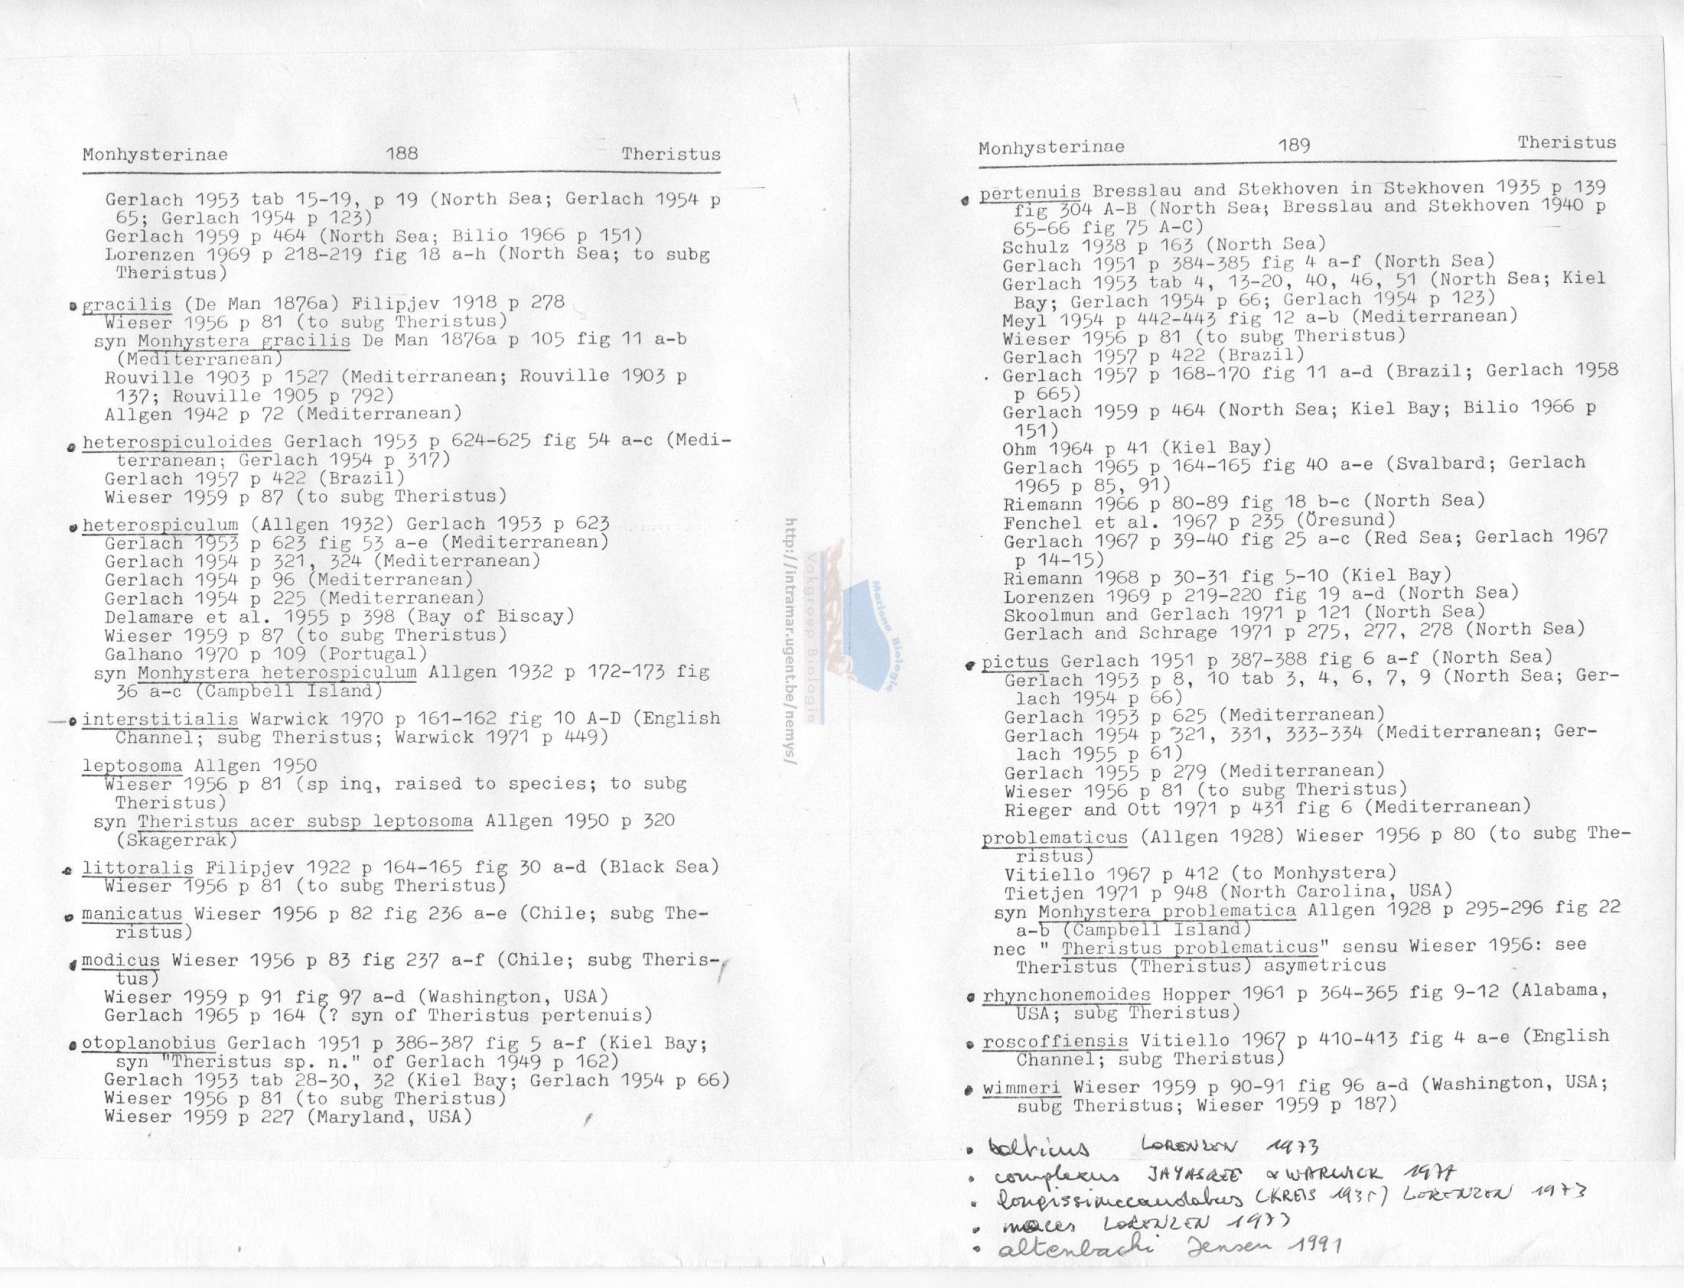 Monhysterinae 188 Theristus
Gerlach 1953 tab 15-19, p 19 (North Sea; Gerlach 1954 p
65; Gerlach 1954 p 123)
Gerlach 1959 p 464 (North Sea; Bilio 1966 p 151)
Lorenzen 1969 p 218-219 fig 18 a-h (North Sea; to subg
Theristus)
gracilis (De Man 1876a) Filipjev 1918 p 278
Wieser 1956 p 81 (to subg Theristus)
syn Monhystera gracilis De Man 1876a p 105 fig 11 a-b
(Mediterranean)
Rouville 1903 p 1527 (Mediterranean; Rouville 1903 p
137; Rouville 1905 p 792)
Allgen 1942 p 72 (Mediterranean)
heterospiculoides Gerlach 1953 p 624-625 fig 54 a-c (Medi-
terranean; Gerlach 1954 p 317)
Gerlach 1957 p 422 (Brazil)
Wieser 1959 p 87 (to subg Theristus)
heterospiculum (Allgen 1932) Gerlach 1953 p 623
Gerlach 1953 p 623 fig 53 a-e (Mediterranean)
Gerlach 1954 p 321, 324 (Mediterranean)
Gerlach 1954 p 96 (Mediterranean)
Gerlach 1954 p 225 (Mediterranean)
Delamare et al. 1955 p 398 (Bay of Biscay)
Wieser 1959 p 87 (to subg Theristus)
Galhano 1970 p 109 (Portugal)
syn Monhystera heterospiculum Allgen 1932 p 172-173 fig
36 a-c (Campbell Island)
interstitialis Warwick 1970 p 161-162 fig 10 A-D (English
Channel; subg Theristus; Warwick 1971 p 449)
leptosoma Allgen 1950
Wieser 1956 p 81 (sp inq, raised to species; to subg
Theristus)
syn Theristus acer subsp leptosoma Allgen 1950 p 320
(Skagerrak)
littoralis Filipjev 1922 p 164-165 fig 30 a-d (Black Sea)
Wieser 1956 p 81 (to subg Theristus)
manicatus Wieser 1956 p 82 fig 236 a-e (Chile; subg The-
ristus)
modicus Wieser 1956 p 83 fig 237 a-f (Chile; subg Theris-
tus)
Wieser 1959 p 91 fig 97 a-d (Washington, USA)
Gerlach 1965 p 164 (? syn of Theristus pertenuis)
otoplanobius Gerlach 1951 p 386-387 fig 5 a-f (Kiel Bay;
syn "Theristus sp. n." of Gerlach 1949 p 162)
Gerlach 1953 tab 28-30, 32 (Kiel Bay; Gerlach 1954 p 66)
Wieser 1956 p 81 (to subg Theristus)
Wieser 1959 p 227 (Maryland, USA)
http://intramar.ugent.be/nemys/
Vakgroep Biologie
Mariene Biologie
Monhysterinae 189 Theristus
pertenuis Bresslau and Stekhoven in Stekhoven 1935 p 139
fig 304 A-B (North Sea; Bresslau and Stekhoven 1940 p
65-66 fig 75 A-C)
Schulz 1938 p 163 (North Sea)
Gerlach 1951 p 384-385 fig 4 a-f (North Sea)
Gerlach 1953 tab 4, 13-20, 40, 46, 51 (North Sea; Kiel
Bay; Gerlach 1954 p 66; Gerlach 1954 p 123)
Meyl 1954 p 442-443 fig 12 a-b (Mediterranean)
Wieser 1956 p 81 (to subg Theristus)
Gerlach 1957 p 422 (Brazil)
Gerlach 1957 p 168-170 fig 11 a-d (Brazil; Gerlach 1958
p 665)
Gerlach 1959 p 464 (North Sea; Kiel Bay; Bilio 1966 p
151)
Ohm 1964 p 41 (Kiel Bay)
Gerlach 1965 p 164-165 fig 40 a-e (Svalbard; Gerlach
1965 p 85, 91)
Riemann 1966 p 80-89 fig 18 b-c (North Sea)
Fenchel et al. 1967 p 235 (Öresund)
Gerlach 1967 p 39-40 fig 25 a-c (Red Sea; Gerlach 1967
p 14-15)
Riemann 1968 p 30-31 fig 5-10 (Kiel Bay)
Lorenzen 1969 p 219-220 fig 19 a-d (North Sea)
Skoolmun and Gerlach 1971 p 121 (North Sea)
Gerlach and Schrage 1971 p 275, 277, 278 (North Sea)
pictus Gerlach 1951 p 387-388 fig 6 a-f (North Sea)
Gerlach 1953 p 8, 10 tab 3, 4, 6, 7, 9 (North Sea; Ger-
lach 1954 p 66)
Gerlach 1953 p 625 (Mediterranean)
Gerlach 1954 p 321, 331, 333-334 (Mediterranean; Ger-
lach 1955 p 61)
Gerlach 1955 p 279 (Mediterranean)
Wieser 1956 p 81 (to subg Theristus)
Rieger and Ott 1971 p 431 fig 6 (Mediterranean)
problematicus (Allgen 1928) Wieser 1956 p 80 (to subg The-
ristus)
Vitiello 1967 p 412 (to Monhystera)
Tietjen 1971 p 948 (North Carolina, USA)
syn Monhystera problematica Allgen 1928 p 295-296 fig 22
a-b (Campbell Island)
nec " Theristus problematicus" sensu Wieser 1956: see
Theristus (Theristus) asymetricus
rhynchonemoides Hopper 1961 p 364-365 fig 9-12 (Alabama,
USA; subg Theristus)
roscoffiensis Vitiello 1967 p 410-413 fig 4 a-e (English
Channel; subg Theristus)
wimmeri Wieser 1959 p 90-91 fig 96 a-d (Washington, USA;
subg Theristus; Wieser 1959 p 187)
• balticus LORENZEN 1973
• complexus JAYASREE & WARWICK 1977
• longissimecaudatus (KREIS 1935) LORENZEN 1973
• LORENZEN 1973
• altenbachi Jensen 1991